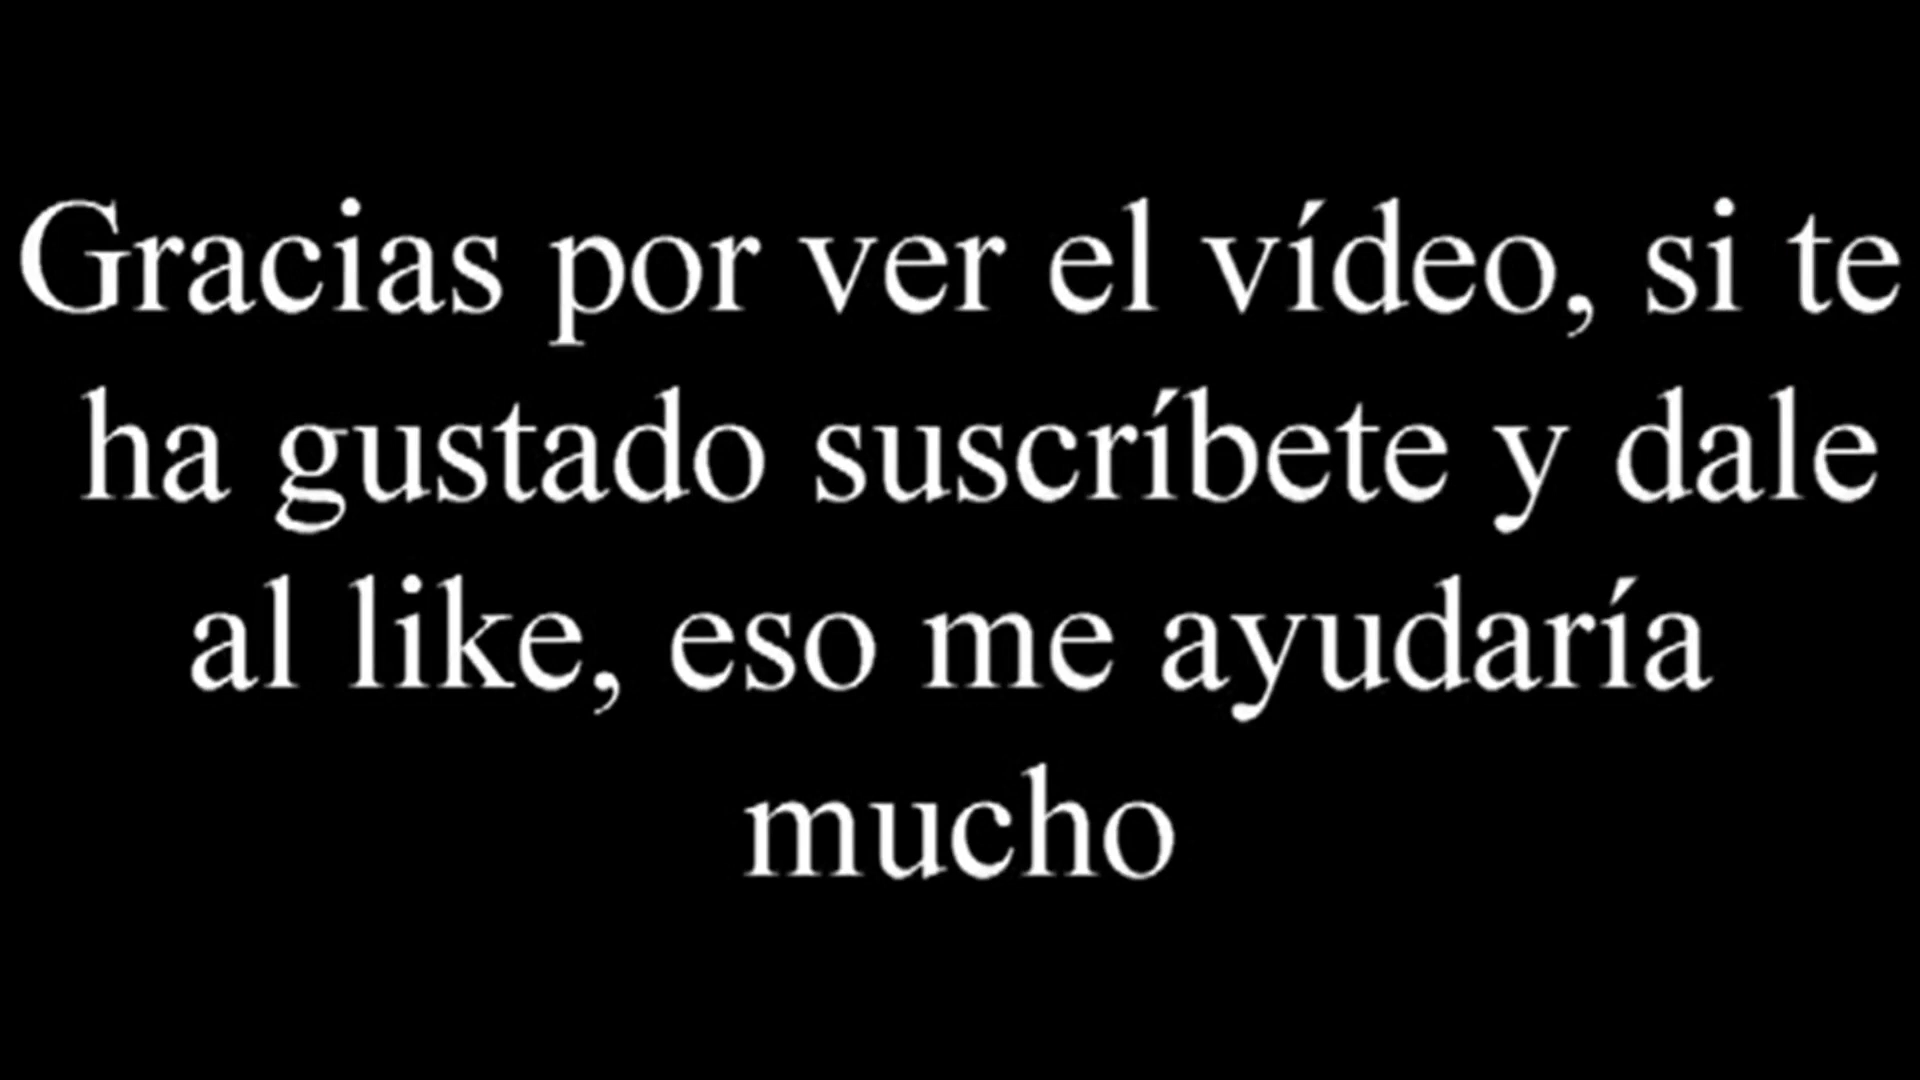 Gracias por ver el vídeo, si te
ha gustado suscríbete y dale
al like, eso me ayudaría
mucho